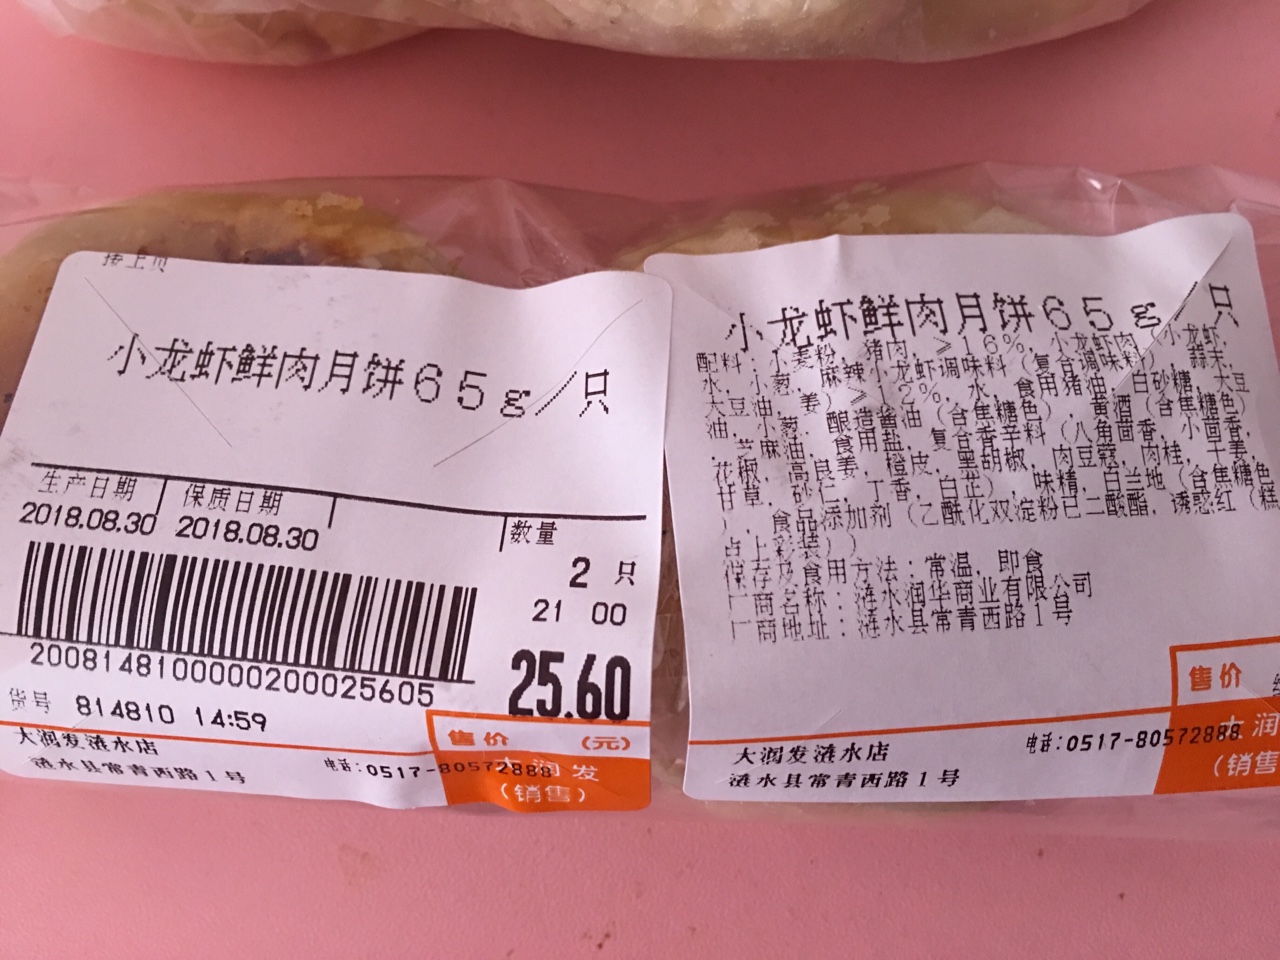 接上页
小龙虾鲜肉月饼65g/只
生产日期 保质日期
2018.08.30 2018.08.30
数量
2 只
21 00
25.60
2008148100000200025605
货号 814810 14:59
售价 (元)
大润发涟水店
涟水县常青西路1号
电话:0517-80572888
大润发
(销售)
小龙虾鲜肉月饼65g/只
配料:小麦粉,猪肉,≥16%,小龙虾肉(小龙虾,
水,小葱,麻辣小龙虾调味料(复合调味料),蒜末,
大豆油,姜)≥12%,水,食用猪油,白砂糖,大豆
油,小葱,酿造酱油(含焦糖色),黄酒(含焦糖色)
,芝麻油,食用盐,复合香辛料(八角茴香,小茴香,
花椒,高良姜,橙皮,黑胡椒,肉豆蔻,肉桂,干姜,
甘草,砂仁,丁香,白芷),味精,白兰地(含焦糖色
),食品添加剂(乙酰化双淀粉已二酸酯,诱惑红(糕
点上彩装))
保存及食用方法:常温,即食
厂商名称:涟水润华商业有限公司
厂商地址:涟水县常青西路1号
售价
大润发涟水店
涟水县常青西路1号
电话:0517-80572888
大润
(销售